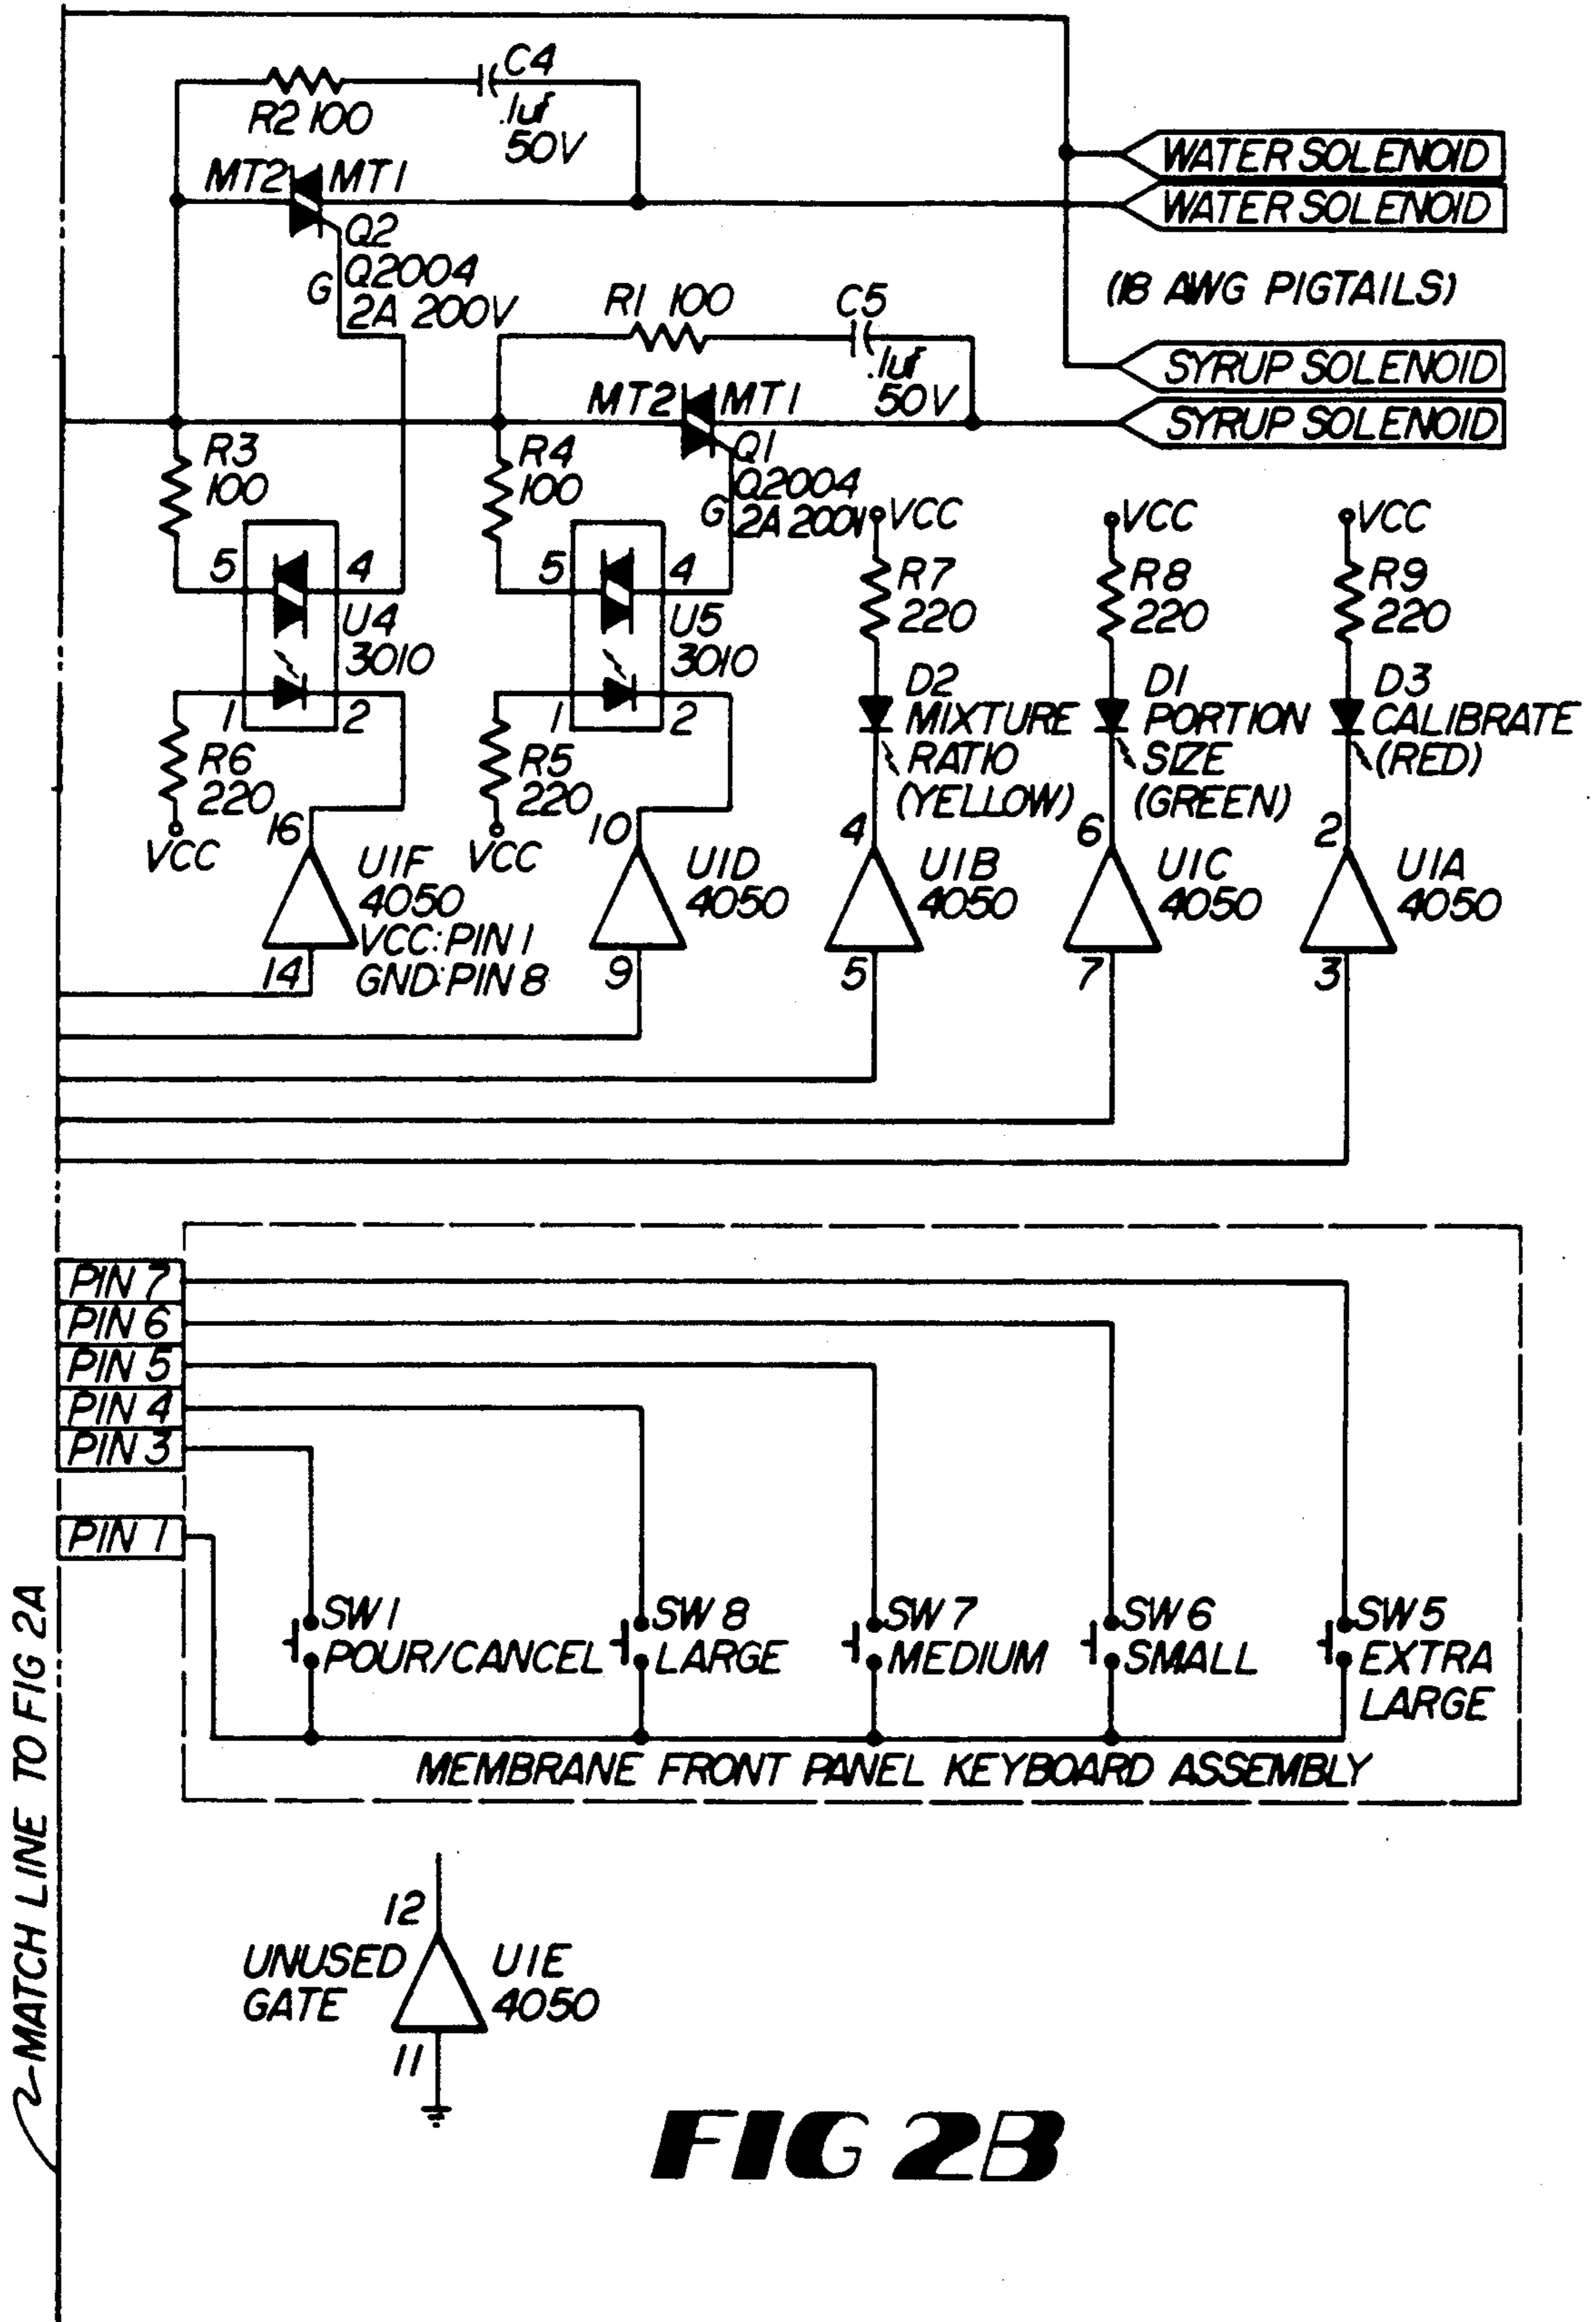 C4
.1uf
50V
R2 100
MT2 MT1
Q2
Q2004
2A 200V
G
WATER SOLENOID
WATER SOLENOID
(18 AWG PIGTAILS)
SYRUP SOLENOID
SYRUP SOLENOID
R1 100
C5
.1uf
50V
MT2 MT1
Q1
Q2004
2A 200V
G
R3
100
R4
100
5 4
U4
3010
1 2
5 4
U5
3010
1 2
R6
220
VCC
R5
220
VCC
VCC
R7
220
D2
MIXTURE
RATIO
(YELLOW)
VCC
R8
220
D1
PORTION
SIZE
(GREEN)
VCC
R9
220
D3
CALIBRATE
(RED)
16
U1F
4050
VCC:PIN 1
GND:PIN 8
14
10
U1D
4050
9
4
U1B
4050
5
6
U1C
4050
7
2
U1A
4050
3
PIN 7
PIN 6
PIN 5
PIN 4
PIN 3
PIN 1
SW1
POUR/CANCEL
SW 8
LARGE
SW 7
MEDIUM
SW 6
SMALL
SW 5
EXTRA
LARGE
MEMBRANE FRONT PANEL KEYBOARD ASSEMBLY
MATCH LINE TO FIG 2A
12
UNUSED
GATE
U1E
4050
11
FIG 2B